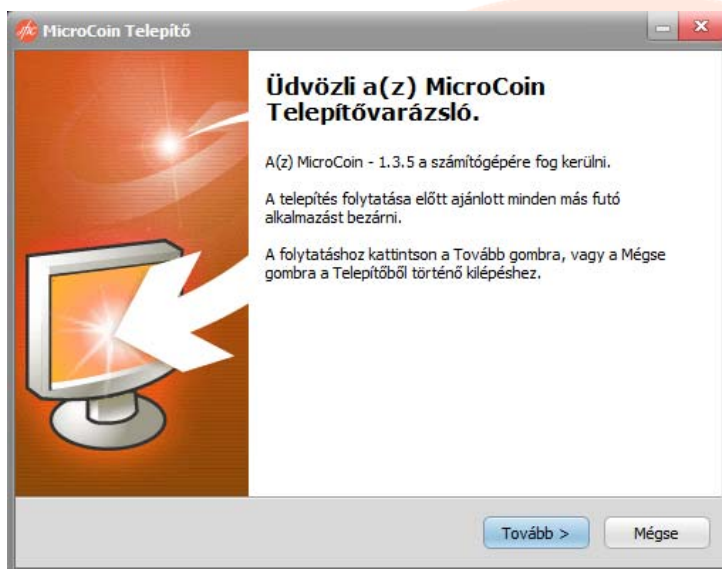 MicroCoin Telepítő
Üdvözli a(z) MicroCoin
Telepítővarázsló.
A(z) MicroCoin - 1.3.5 a számítógépére fog kerülni.
A telepítés folytatása előtt ajánlott minden más futó
alkalmazást bezárni.
A folytatáshoz kattintson a Tovább gombra, vagy a Mégse
gombra a Telepítőből történő kilépéshez.
Tovább >
Mégse